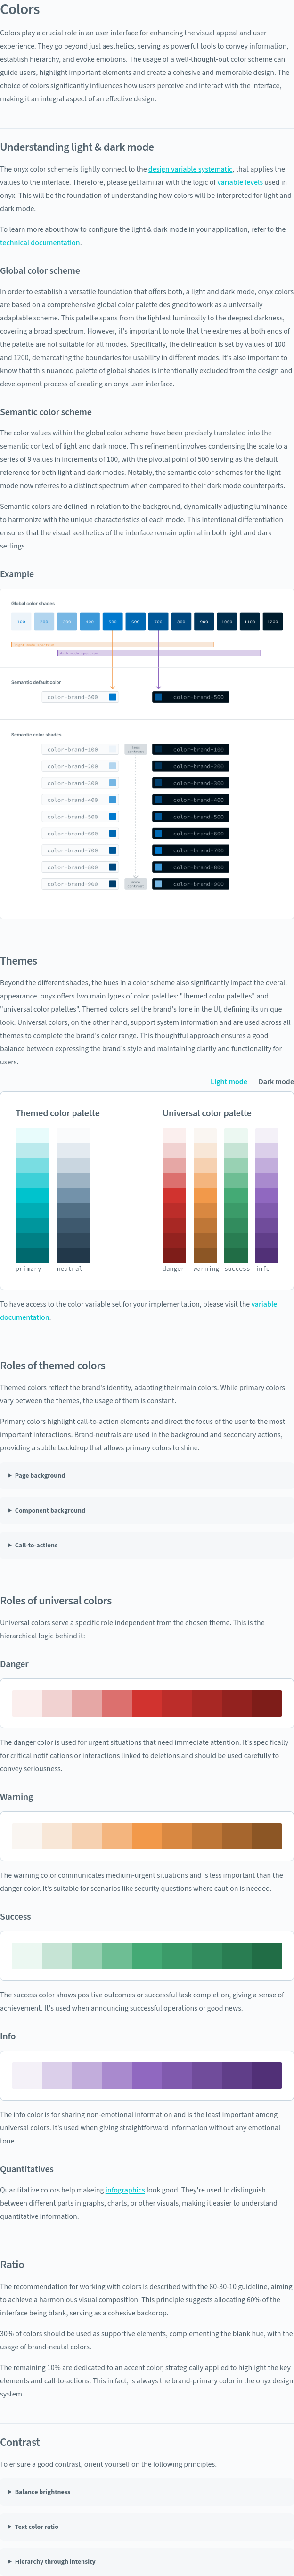 Colors
Colors play a crucial role in an user interface for enhancing the visual appeal and user
experience. They go beyond just aesthetics, serving as powerful tools to convey information,
establish hierarchy, and evoke emotions. The usage of a well-thought-out color scheme can
guide users, highlight important elements and create a cohesive and memorable design. The
choice of colors significantly influences how users perceive and interact with the interface,
making it an integral aspect of an effective design.
Understanding light & dark mode
The onyx color scheme is tightly connect to the design variable systematic, that applies the
values to the interface. Therefore, please get familiar with the logic of variable levels used in
onyx. This will be the foundation of understanding how colors will be interpreted for light and
dark mode.
To learn more about how to configure the light & dark mode in your application, refer to the
technical documentation.
Global color scheme
In order to establish a versatile foundation that offers both, a light and dark mode, onyx colors
are based on a comprehensive global color palette designed to work as a universally
adaptable scheme. This palette spans from the lightest luminosity to the deepest darkness,
covering a broad spectrum. However, it's important to note that the extremes at both ends of
the palette are not suitable for all modes. Specifically, the delineation is set by values of 100
and 1200, demarcating the boundaries for usability in different modes. It's also important to
know that this nuanced palette of global shades is intentionally excluded from the design and
development process of creating an onyx user interface.
Semantic color scheme
The color values within the global color scheme have been precisely translated into the
semantic context of light and dark mode. This refinement involves condensing the scale to a
series of 9 values in increments of 100, with the pivotal point of 500 serving as the default
reference for both light and dark modes. Notably, the semantic color schemes for the light
mode now referres to a distinct spectrum when compared to their dark mode counterparts.
Semantic colors are defined in relation to the background, dynamically adjusting luminance
to harmonize with the unique characteristics of each mode. This intentional differentiation
ensures that the visual experience remains optimal in both light and dark
settings.
Example
Global color shades
100 200 300 400 500 600 700 800 900 1000 1100 1200
Light mode spectrum
Dark mode spectrum
Semantic default color
color-brand-500 color-brand-500
Semantic color shades
color-brand-100 less contrast color-brand-100
color-brand-200 color-brand-200
color-brand-300 color-brand-300
color-brand-400 color-brand-400
color-brand-500 color-brand-500
color-brand-600 color-brand-600
color-brand-700 color-brand-700
color-brand-800 color-brand-800
color-brand-900 more contrast color-brand-900
Themes
Beyond the different shades, the hues in a color scheme also significantly impact the overall
appearance. onyx offers two main types of color palettes: "themed color palettes" and
"universal color palettes". Themed colors set the brand's tone in the UI, defining its unique
look. Universal colors, on the other hand, support system information and are used across all
themes to complete the brand's color range. This thoughtful approach ensures a good
balance between expressing the brand's style and maintaining clarity and functionality for
users.
Light mode Dark mode
Themed color palette Universal color palette
primary neutral danger warning success info
To have access to the color variable set for your implementation, please visit the variable
documentation.
Roles of themed colors
Themed colors reflect the brand's identity, adapting their main colors. While primary colors
vary between the themes, the usage of them is constant.
Primary colors highlight call-to-action elements and direct the focus of the user to the most
important interactions. Brand-neutrals are used in the background and secondary actions,
providing a subtle backdrop that allows primary colors to shine.
Page background
Component background
Call-to-actions
Roles of universal colors
Universal colors serve a specific role independent from the chosen theme. This is the
hierarchical logic behind it:
Danger
The danger color is used for urgent situations that need immediate attention. It's specifically
for critical notifications or interactions linked to deletions and should be used carefully to
convey seriousness.
Warning
The warning color communicates medium-urgent situations and is less important than the
danger color. It's suitable for scenarios like security questions where caution is needed.
Success
The success color shows positive outcomes or successful task completion, giving a sense of
achievement. It's used when announcing successful operations or good news.
Info
The info color is for sharing non-emotional information and is the least important among
universal colors. It's used when giving straightforward information without any emotional
tone.
Quantitatives
Quantitative colors help makeing infographics look good. They're used to distinguish
between different parts in graphs, charts, or other visuals, making it easier to understand
quantitative information.
Ratio
The recommendation for working with colors is described with the 60-30-10 guideline, aiming
to achieve a harmonious visual composition. This principle suggests allocating 60% of the
interface being blank, serving as a cohesive backdrop.
30% of colors should be used as supportive elements, complementing the blank hue, with the
usage of brand-neutal colors.
The remaining 10% are dedicated to an accent color, strategically applied to highlight the key
elements and call-to-actions. This in fact, is always the brand-primary color in the onyx design
system.
Contrast
To ensure a good contrast, orient yourself on the following principles.
Balance brightness
Text color ratio
Hierarchy through intensity